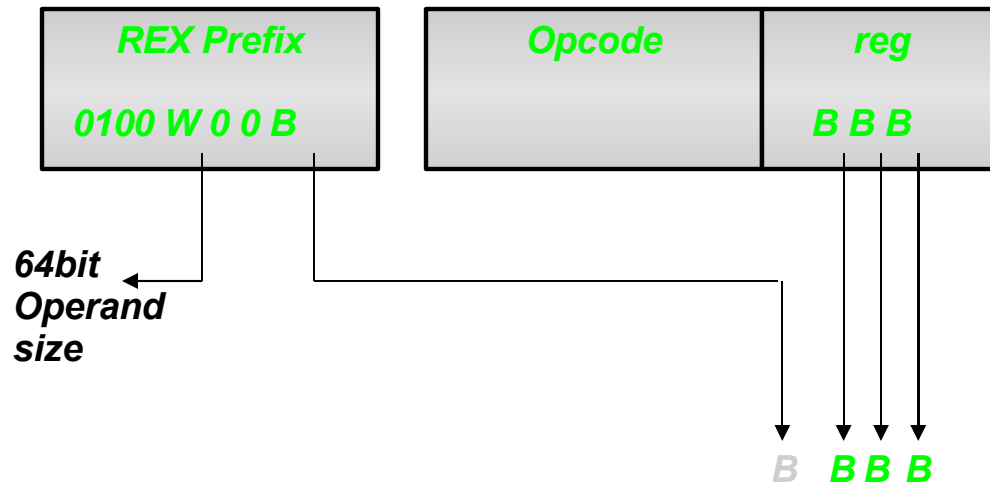 REX Prefix
Opcode
reg
0100 W 0 0 B
B B B
64bit
Operand
size
B B B B